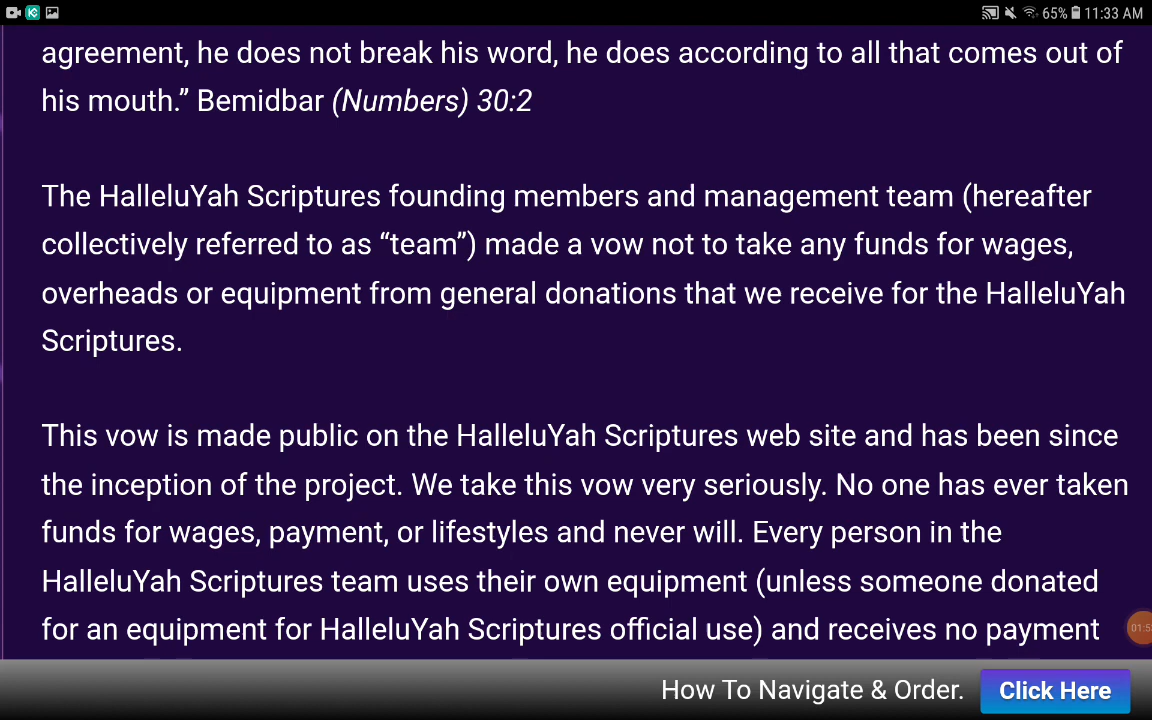 65% 11:33 AM
agreement, he does not break his word, he does according to all that comes out of
his mouth.” Bemidbar (Numbers) 30:2
The HalleluYah Scriptures founding members and management team (hereafter
collectively referred to as “team”) made a vow not to take any funds for wages,
overheads or equipment from general donations that we receive for the HalleluYah
Scriptures.
This vow is made public on the HalleluYah Scriptures web site and has been since
the inception of the project. We take this vow very seriously. No one has ever taken
funds for wages, payment, or lifestyles and never will. Every person in the
HalleluYah Scriptures team uses their own equipment (unless someone donated
for an equipment for HalleluYah Scriptures official use) and receives no payment
How To Navigate & Order. Click Here